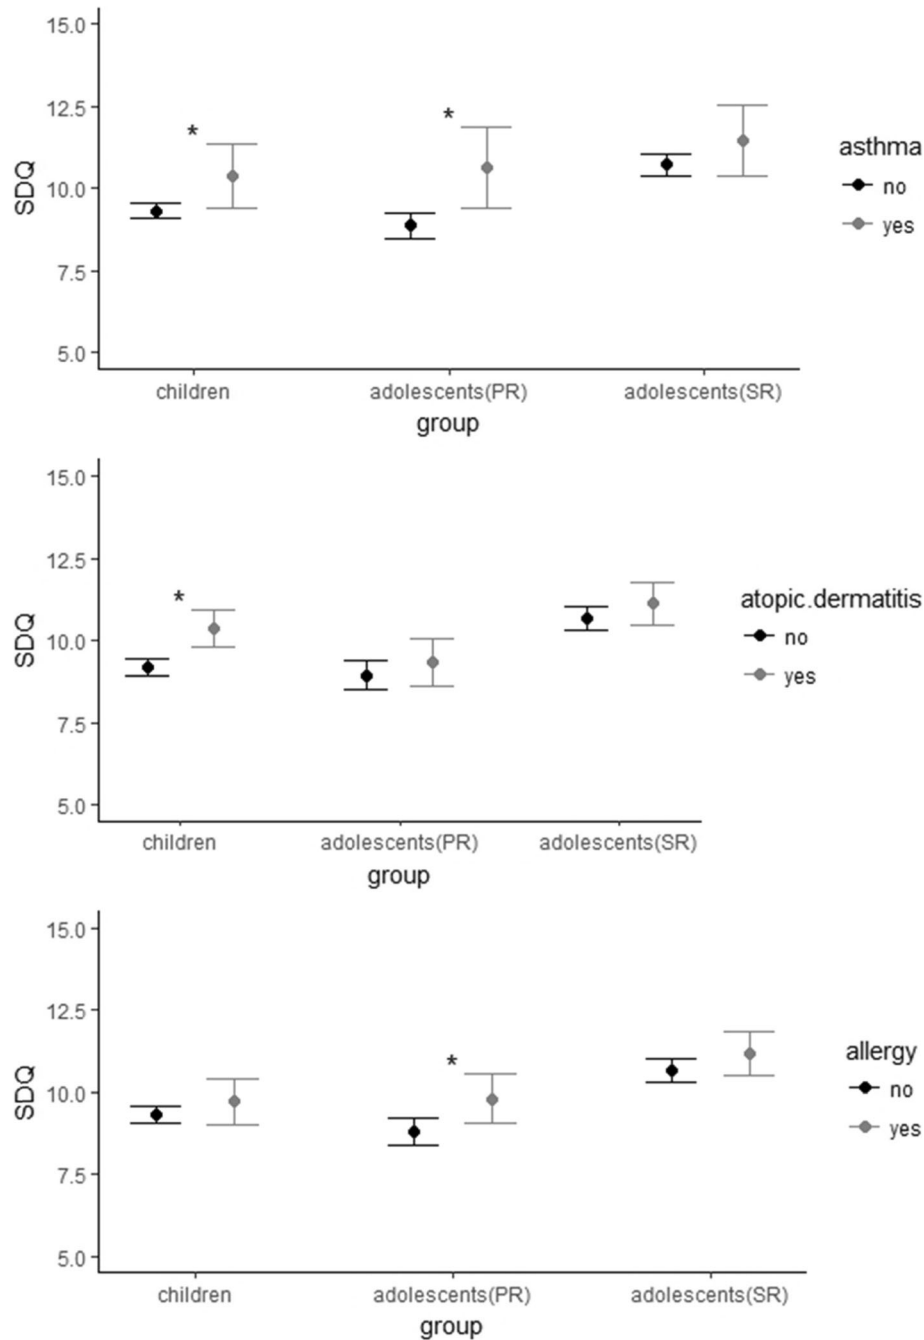 15.0
12.5
10.0
7.5
5.0
SDQ
*
*
children
adolescents(PR)
adolescents(SR)
group
asthma
no
yes
15.0
12.5
10.0
7.5
5.0
SDQ
*
children
adolescents(PR)
adolescents(SR)
group
atopic.dermatitis
no
yes
15.0
12.5
10.0
7.5
5.0
SDQ
*
children
adolescents(PR)
adolescents(SR)
group
allergy
no
yes